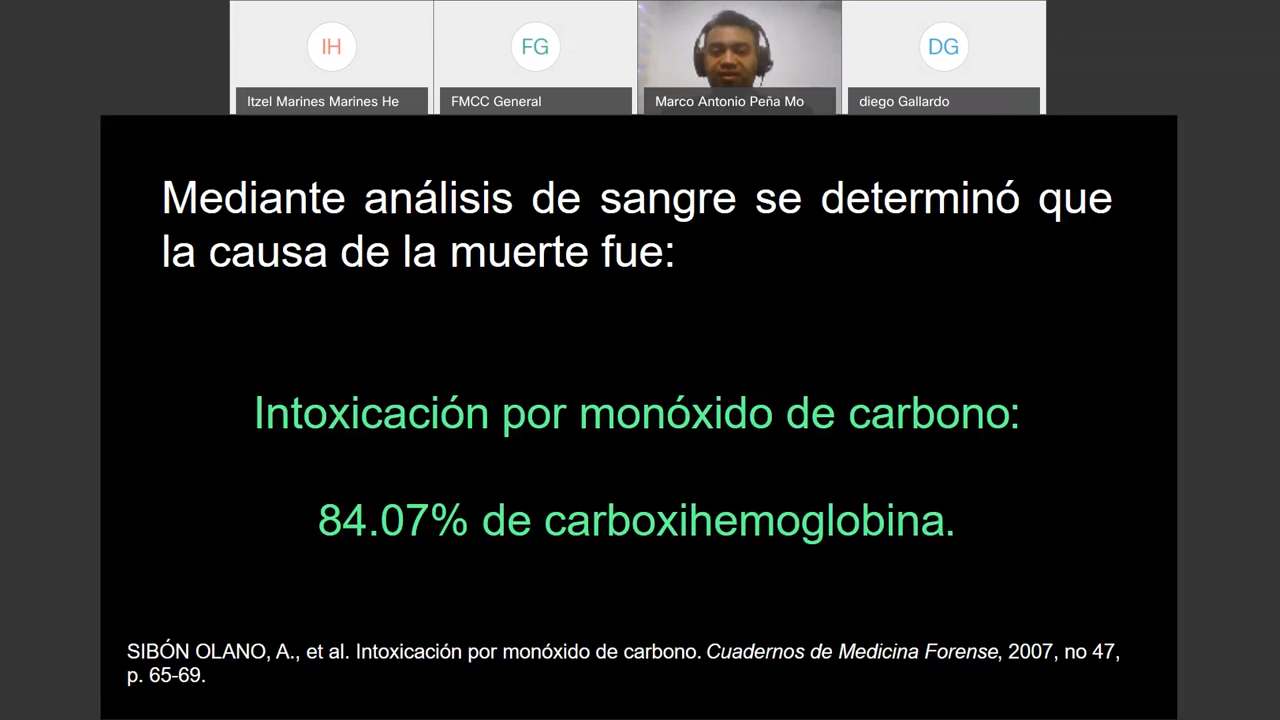 IH
FG
DG
Itzel Marines Marines He
FMCC General
Marco Antonio Peña Mo
diego Gallardo
Mediante análisis de sangre se determinó que
la causa de la muerte fue:
Intoxicación por monóxido de carbono:
84.07% de carboxihemoglobina.
SIBÓN OLANO, A., et al. Intoxicación por monóxido de carbono. Cuadernos de Medicina Forense, 2007, no 47,
p. 65-69.